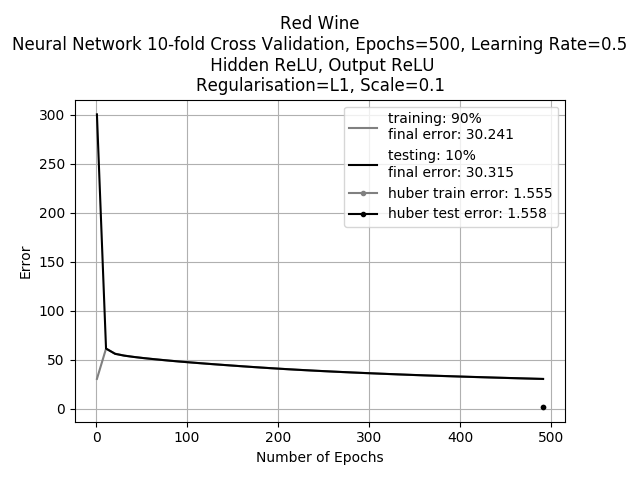 Red Wine
Neural Network 10-fold Cross Validation, Epochs=500, Learning Rate=0.5
Hidden ReLU, Output ReLU
Regularisation=L1, Scale=0.1
training: 90%
final error: 30.241
testing: 10%
final error: 30.315
huber train error: 1.555
huber test error: 1.558
Error
300
250
200
150
100
50
0
0 100 200 300 400 500
Number of Epochs